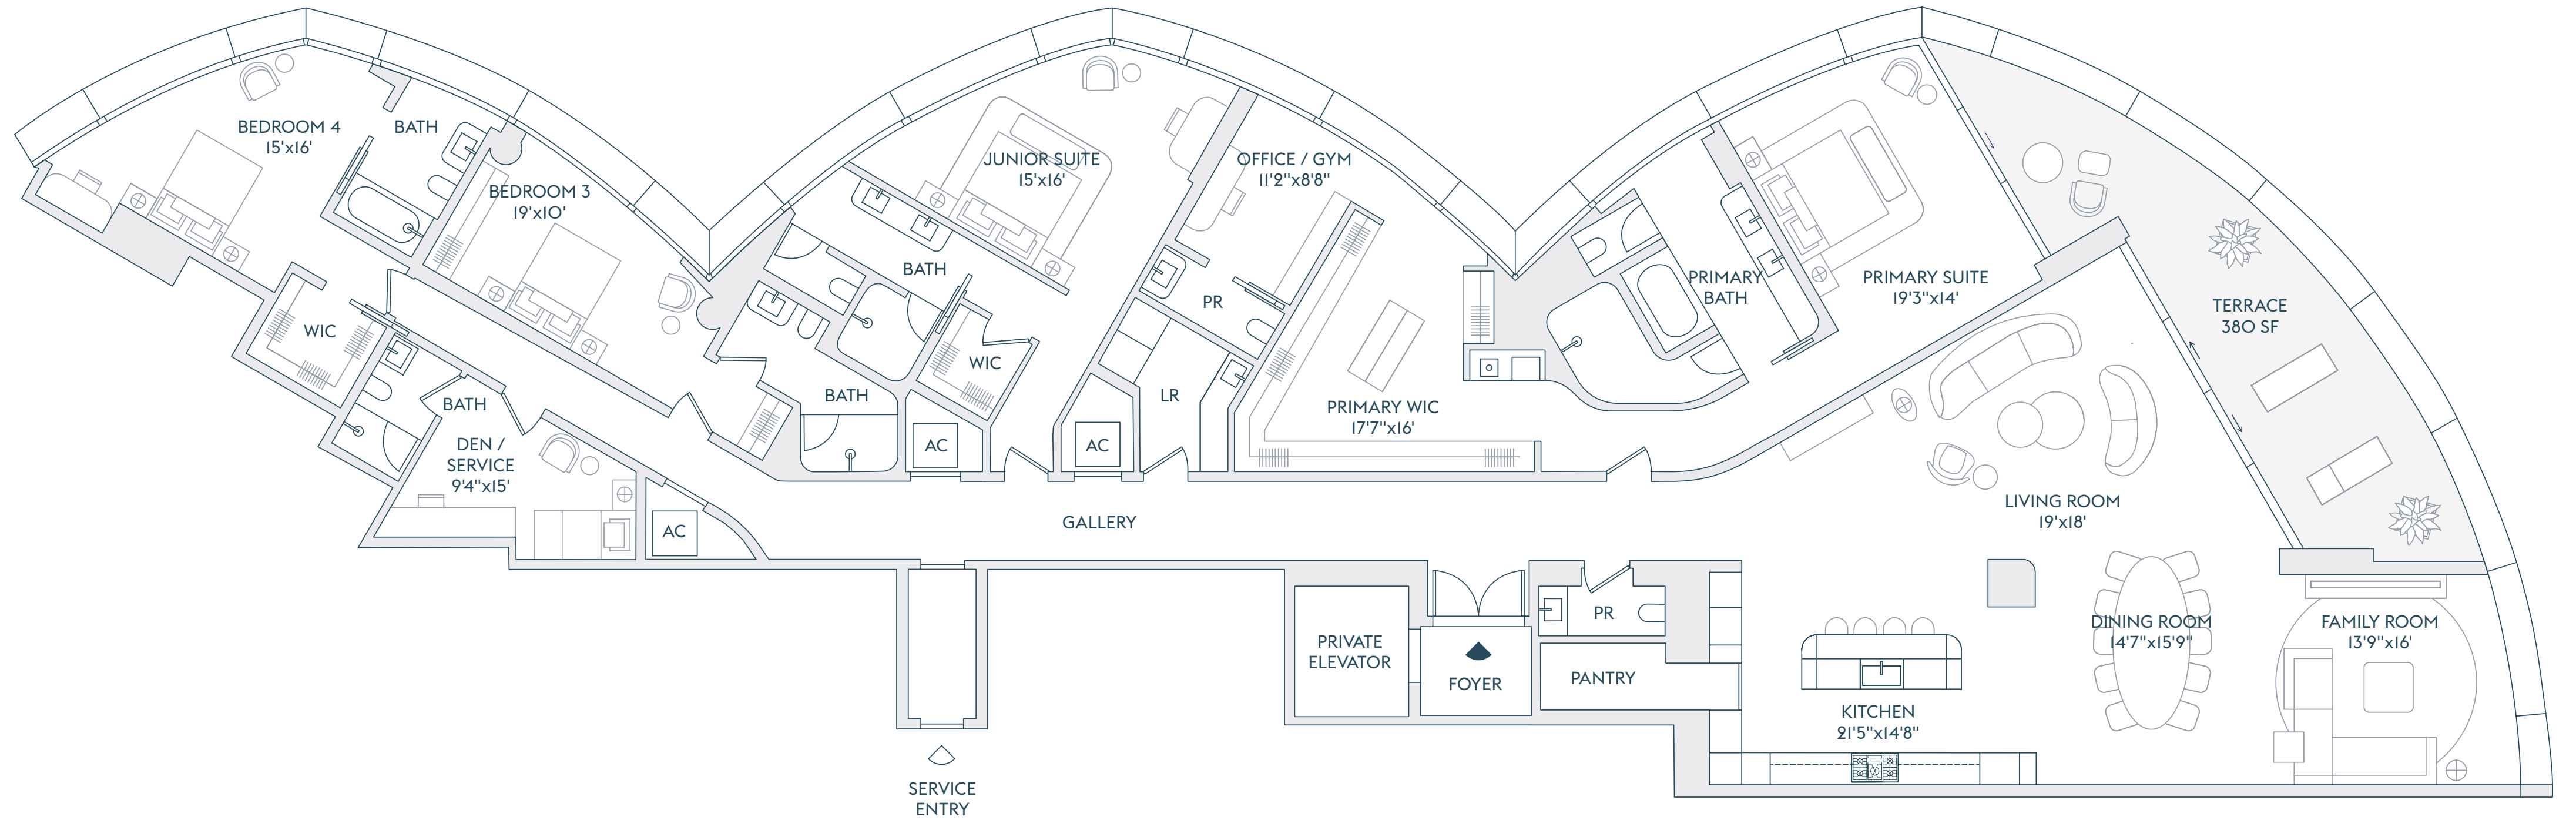 BEDROOM 4
15'x16'
BATH
BEDROOM 3
19'x10'
WIC
BATH
DEN /
SERVICE
9'4"x15'
AC
JUNIOR SUITE
15'x16'
BATH
WIC
BATH
AC
AC
OFFICE / GYM
11'2"x8'8"
PR
LR
PRIMARY WIC
17'7"x16'
PRIMARY
BATH
PRIMARY SUITE
19'3"x14'
TERRACE
380 SF
LIVING ROOM
19'x18'
GALLERY
PRIVATE
ELEVATOR
FOYER
PR
PANTRY
KITCHEN
21'5"x14'8"
DINING ROOM
14'7"x15'9"
FAMILY ROOM
13'9"x16'
SERVICE
ENTRY